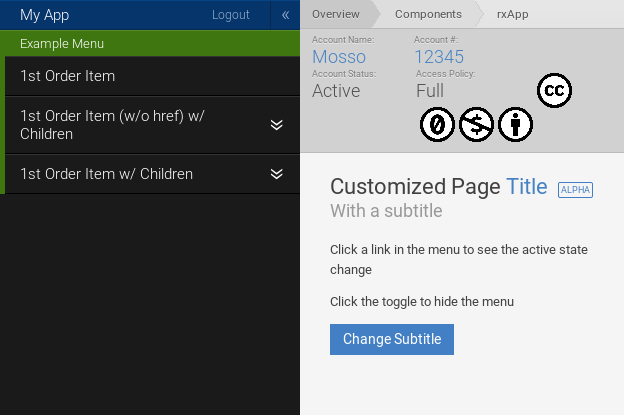 My App
Logout
«
Example Menu
1st Order Item
1st Order Item (w/o href) w/
Children
1st Order Item w/ Children
Overview
Components
rxApp
Account Name:
Account #:
Mosso
12345
Account Status:
Access Policy:
Active
Full
cc
0
$
Customized Page Title
ALPHA
With a subtitle
Click a link in the menu to see the active state
change
Click the toggle to hide the menu
Change Subtitle